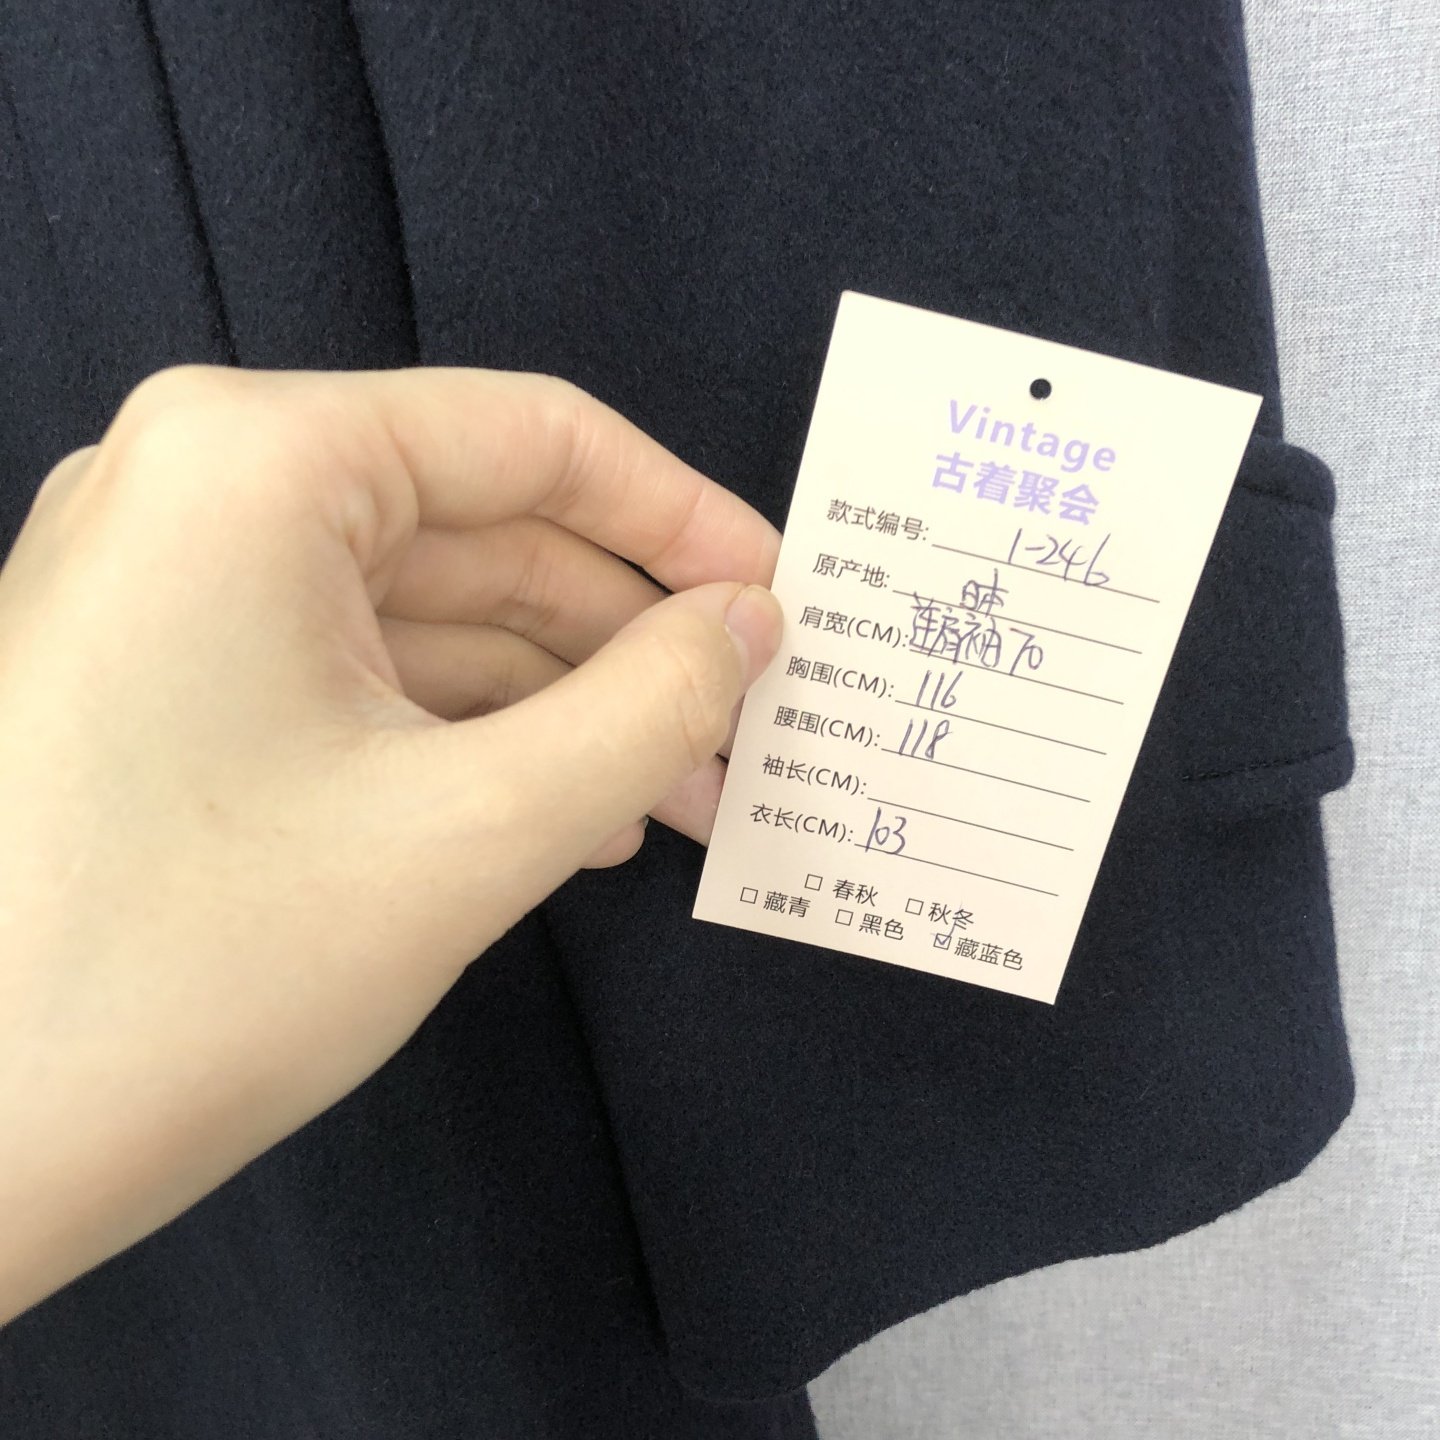 Vintage
古着聚会
款式编号: 1-246
原产地: 日本
肩宽(CM): 连肩袖70
胸围(CM): 116
腰围(CM): 118
袖长(CM):
衣长(CM): 103
□ 春秋 □ 秋冬
□ 藏青 □ 黑色 ☑ 藏蓝色